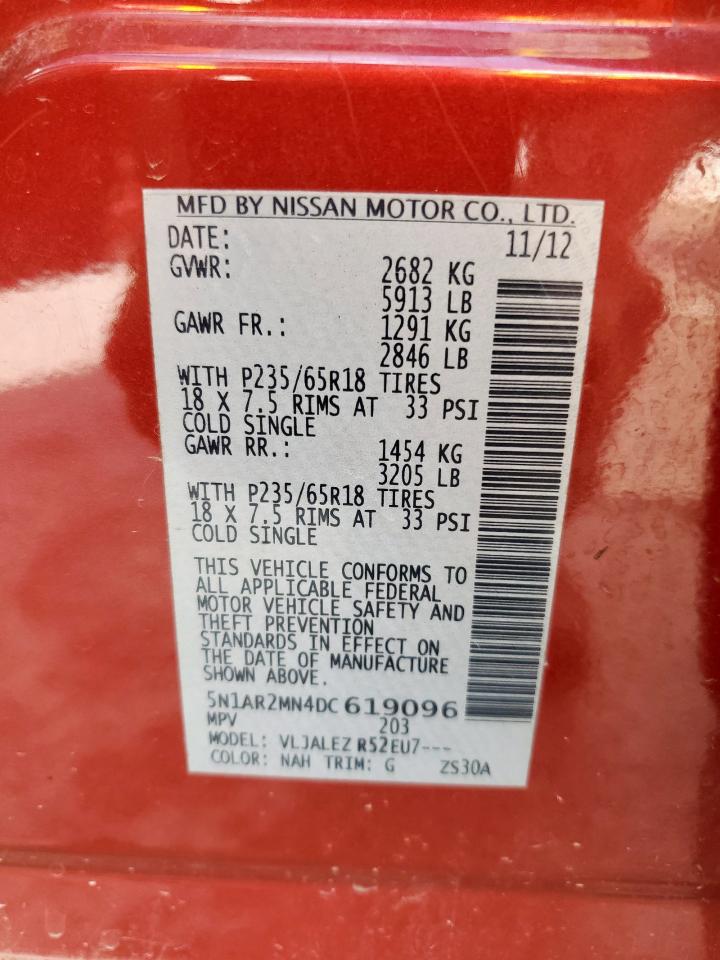 MFD BY NISSAN MOTOR CO., LTD.
DATE: 11/12
GVWR: 2682 KG
5913 LB
GAWR FR.: 1291 KG
2846 LB
WITH P235/65R18 TIRES
18 X 7.5 RIMS AT 33 PSI
COLD SINGLE
GAWR RR.: 1454 KG
3205 LB
WITH P235/65R18 TIRES
18 X 7.5 RIMS AT 33 PSI
COLD SINGLE
THIS VEHICLE CONFORMS TO
ALL APPLICABLE FEDERAL
MOTOR VEHICLE SAFETY AND
THEFT PREVENTION
STANDARDS IN EFFECT ON
THE DATE OF MANUFACTURE
SHOWN ABOVE.
5N1AR2MN4DC619096
MPV 203
MODEL: VLJALEZ R52EU7---
COLOR: NAH TRIM: G ZS30A